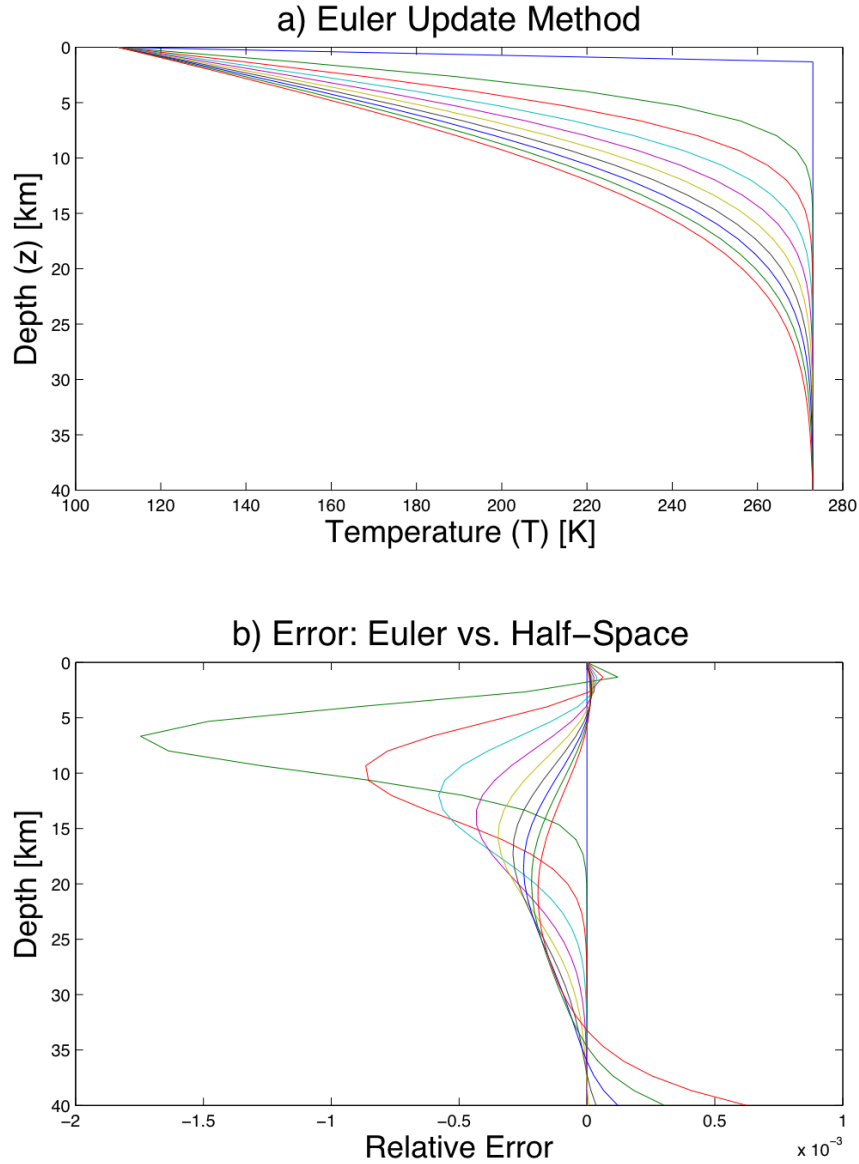 a) Euler Update Method
0
5
10
15
20
25
30
35
40
Depth (z) [km]
100 120 140 160 180 200 220 240 260 280
Temperature (T) [K]
b) Error: Euler vs. Half-Space
0
5
10
15
20
25
30
35
40
Depth [km]
-2 -1.5 -1 -0.5 0 0.5 1
x 10⁻³
Relative Error